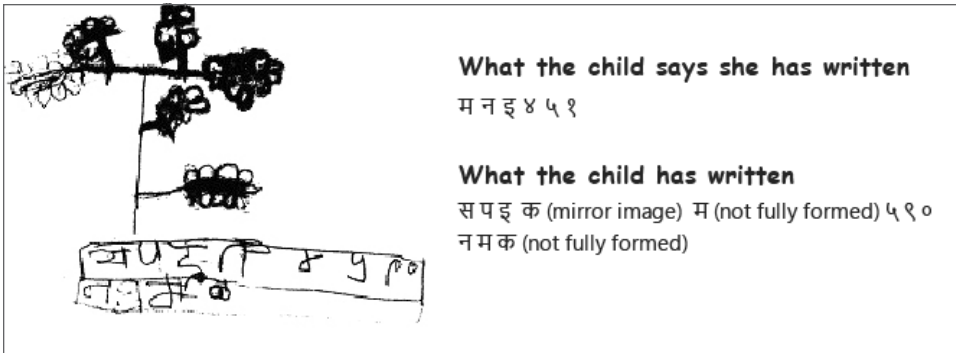 What the child says she has written
म न इ ४ ५ १
What the child has written
स प इ क (mirror image) म (not fully formed) ५ ९ ०
न म क (not fully formed)